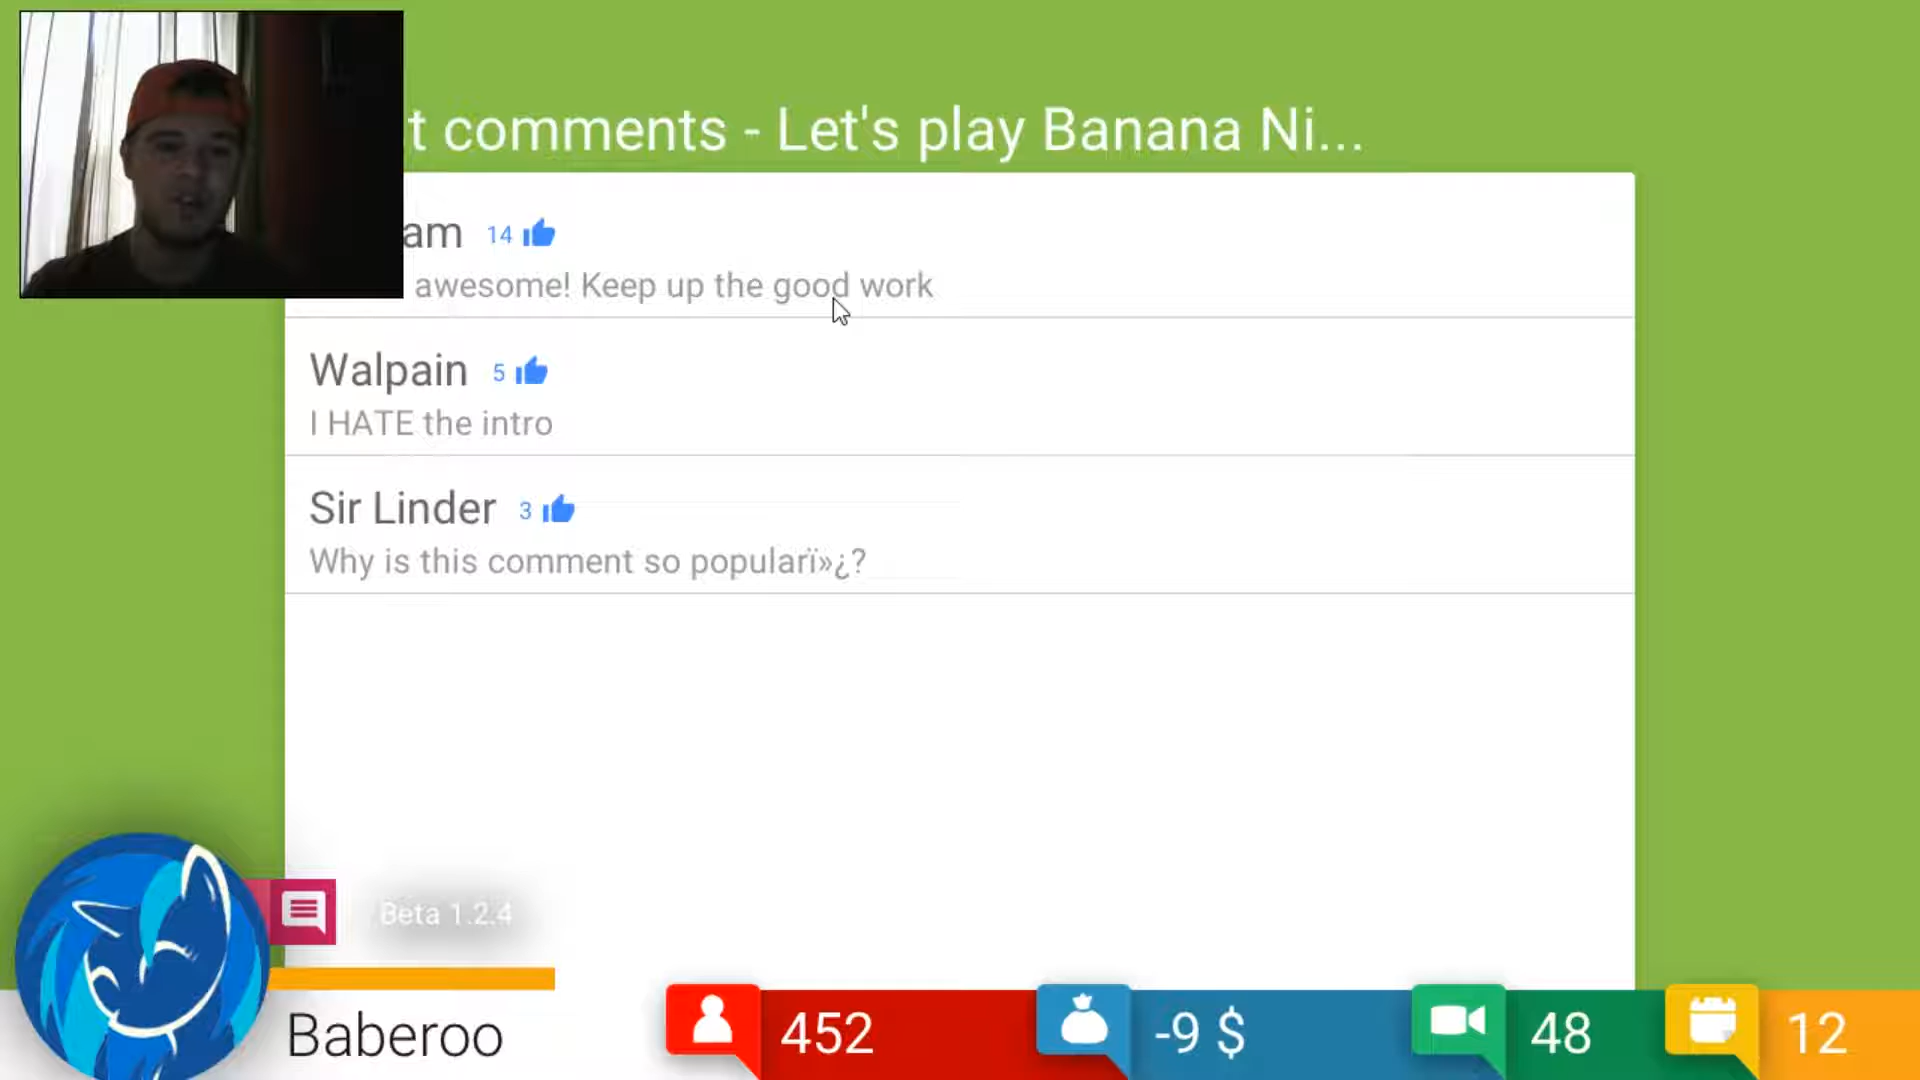 t comments - Let's play Banana Ni...
am 14
awesome! Keep up the good work
Walpain 5
I HATE the intro
Sir Linder 3
Why is this comment so popularï»¿?
Beta 1.2.4
Baberoo
452
-9 $
48
12